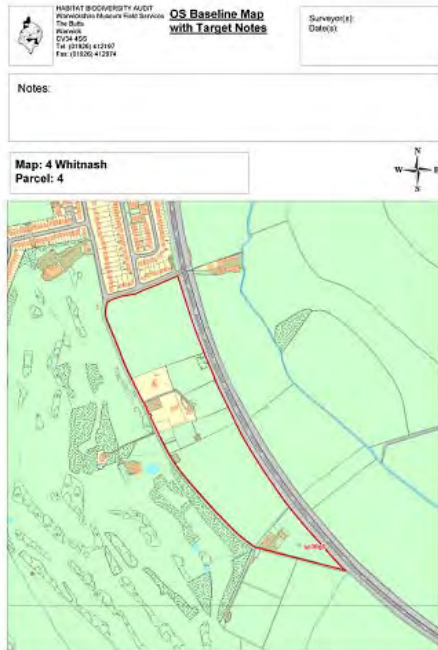 HABITAT BIODIVERSITY AUDIT
Warwickshire Museum Field Services
The Butts
Warwick
CV34 4SS
Tel: (01926) 412197
Fax: (01926) 412974
OS Baseline Map
with Target Notes
Surveyor(s):
Date(s):
Notes:
Map: 4 Whitnash
Parcel: 4
N
W
E
S